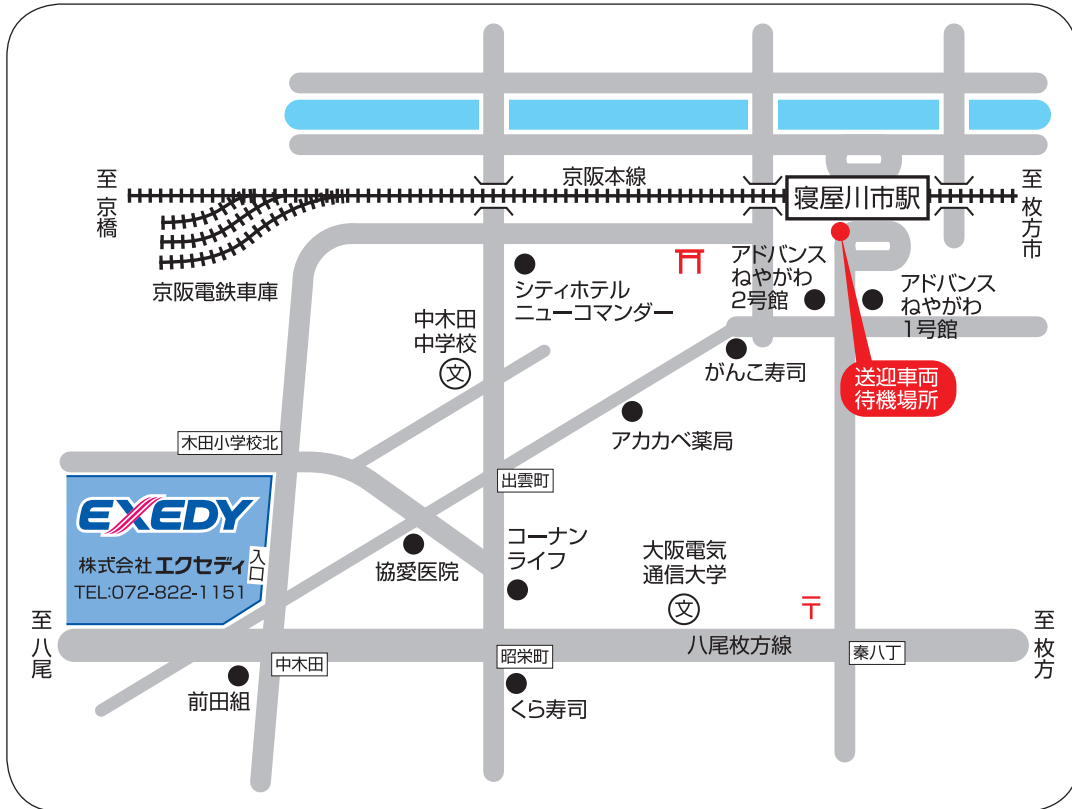 至京橋
京阪本線
寝屋川市駅
至枚方市
京阪電鉄車庫
シティホテル
ニューコマンダー
アドバンス
ねやがわ
2号館
アドバンス
ねやがわ
1号館
中木田
中学校
文
がんこ寿司
送迎車両
待機場所
アカカベ薬局
木田小学校北
出雲町
EXEDY
株式会社 エクセディ
TEL:072-822-1151
入口
協愛医院
コーナン
ライフ
大阪電気
通信大学
文
〒
至八尾
八尾枚方線
至枚方
中木田
昭栄町
秦八丁
前田組
くら寿司